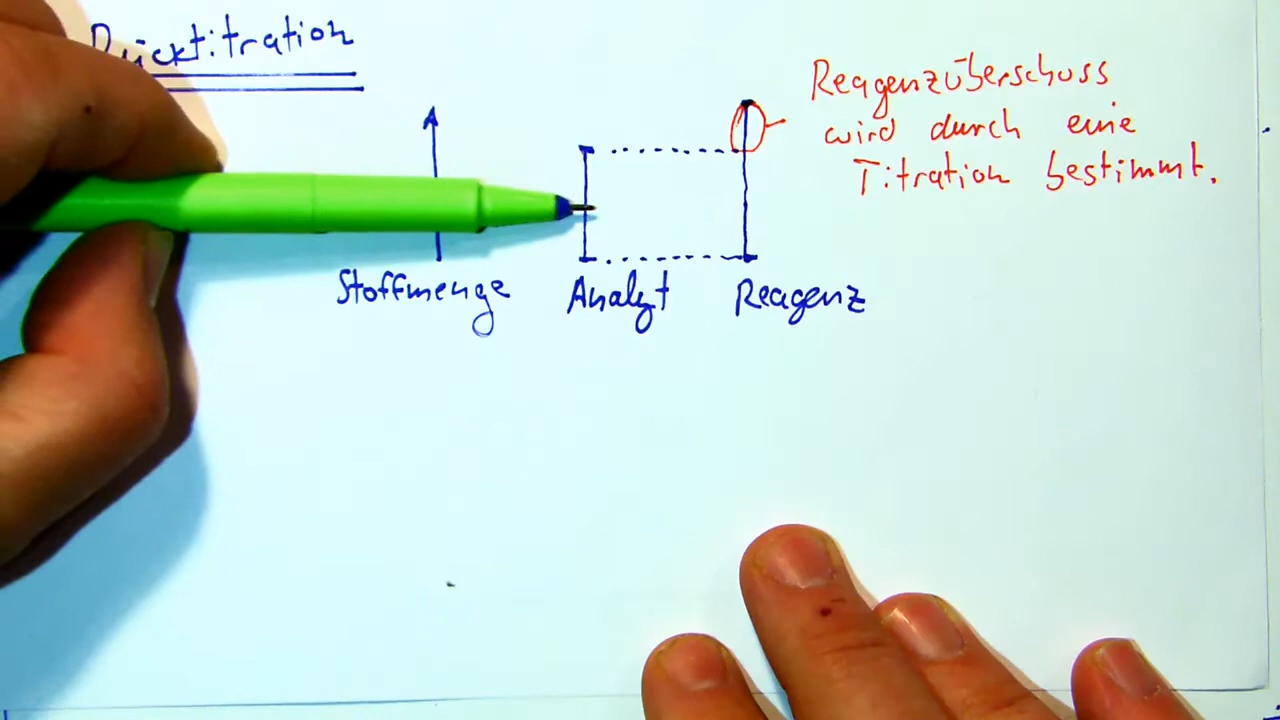 Rücktitration
Reagenzüberschuss
wird durch eine
Titration bestimmt.
Stoffmenge Analyt Reagenz